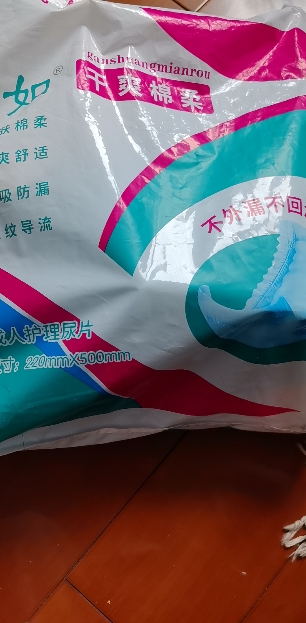 ganshuangmianrou
干爽棉柔
如®
棉柔
爽舒适
吸防漏
纹导流
不外漏不回
成人护理尿片
寸：220mmX500mm